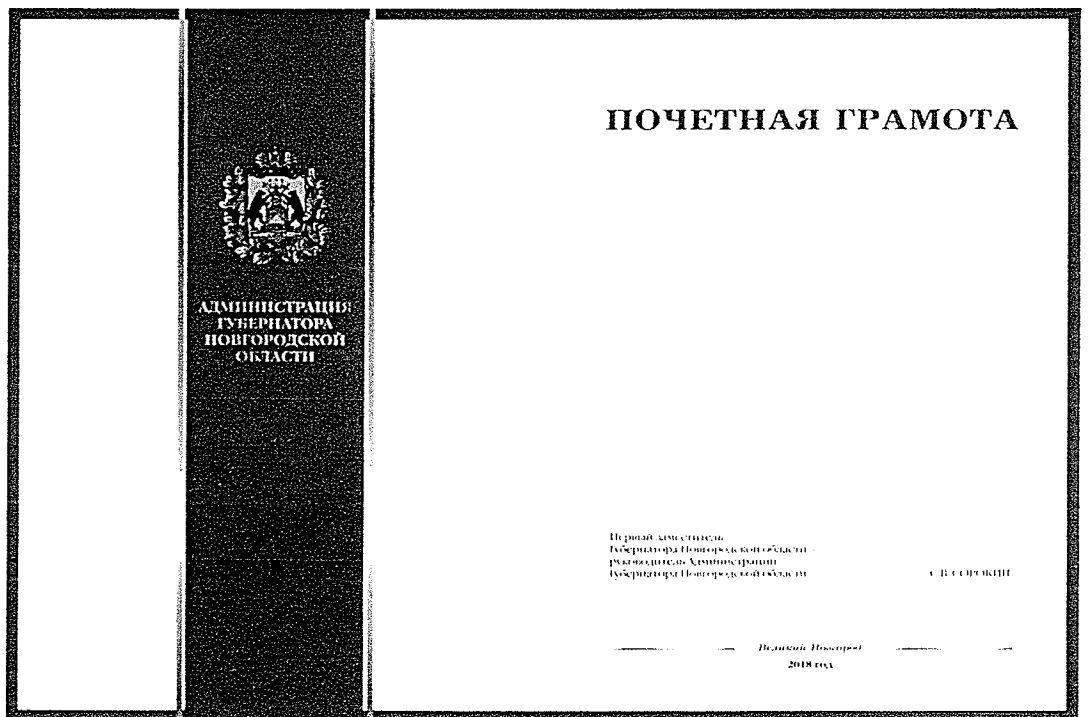 ПОЧЕТНАЯ ГРАМОТА
АДМИНИСТРАЦИЯ
ГУБЕРНАТОРА
НОВГОРОДСКОЙ
ОБЛАСТИ
Первый заместитель
Губернатора Новгородской области -
руководитель Администрации
Губернатора Новгородской области
С.В.СОРОКИН
Великий Новгород
2018 год